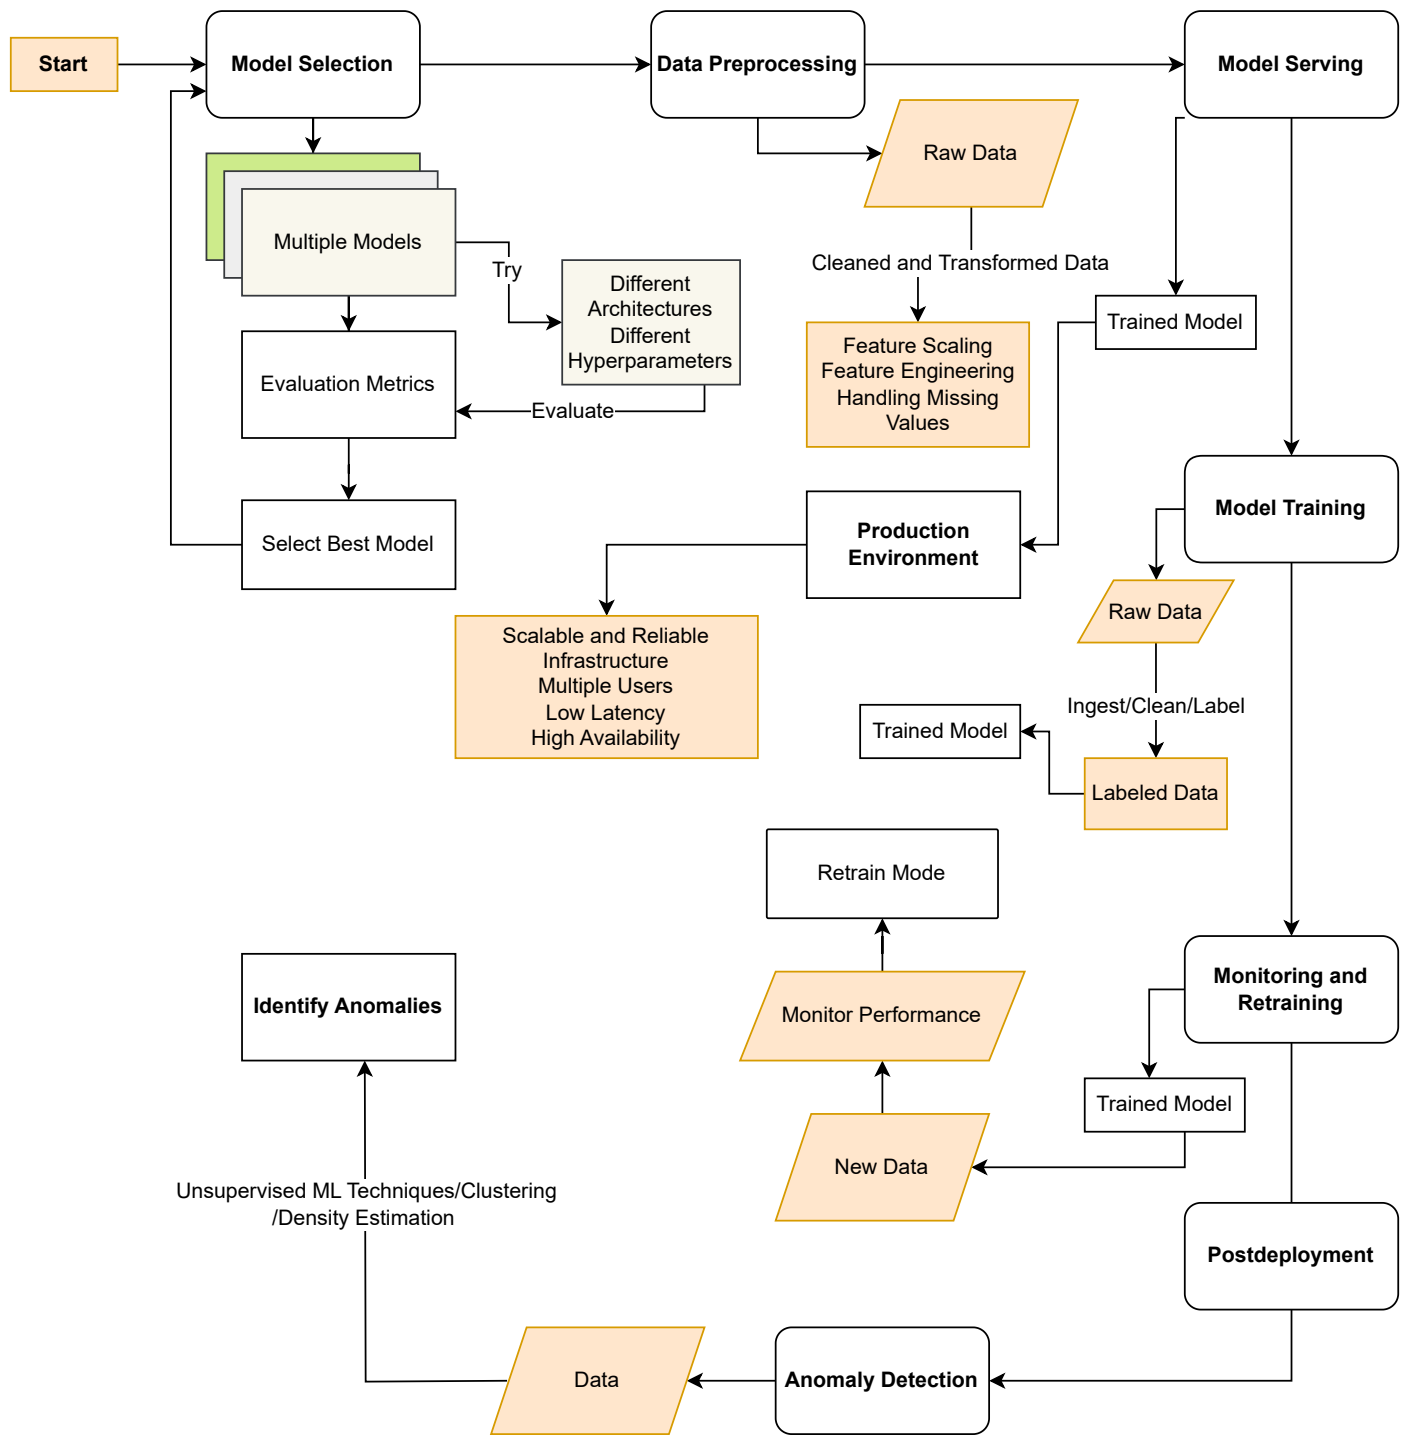 Start
Model Selection
Data Preprocessing
Model Serving
Raw Data
Multiple Models
Try
Different
Architectures
Different
Hyperparameters
Cleaned and Transformed Data
Trained Model
Feature Scaling
Feature Engineering
Handling Missing
Values
Evaluation Metrics
Evaluate
Select Best Model
Production
Environment
Model Training
Scalable and Reliable
Infrastructure
Multiple Users
Low Latency
High Availability
Raw Data
Ingest/Clean/Label
Trained Model
Labeled Data
Retrain Mode
Monitor Performance
Monitoring and
Retraining
Identify Anomalies
Trained Model
New Data
Unsupervised ML Techniques/Clustering
/Density Estimation
Postdeployment
Data
Anomaly Detection